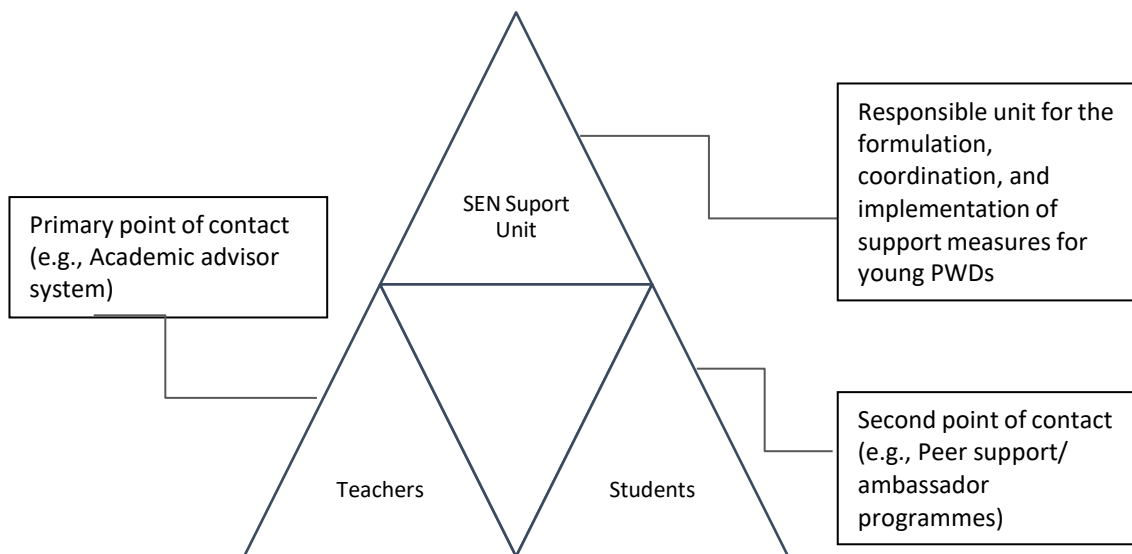 SEN Suport
Unit
Responsible unit for the
formulation,
coordination, and
implementation of
support measures for
young PWDs
Primary point of contact
(e.g., Academic advisor
system)
Teachers
Students
Second point of contact
(e.g., Peer support/
ambassador
programmes)